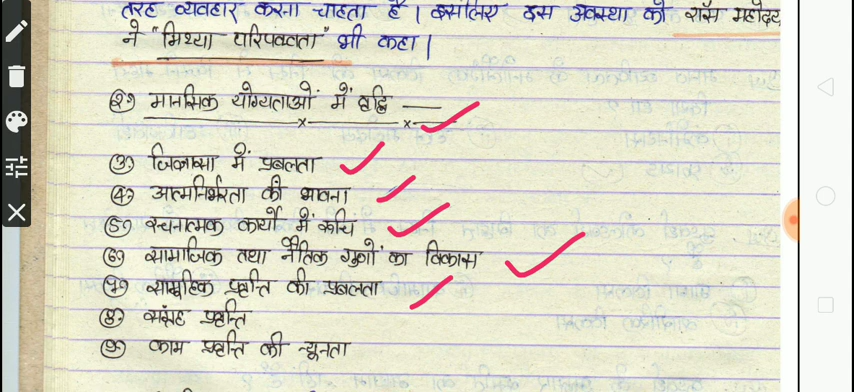 तरह व्यवहार करना चाहता है। इसलिए इस अवस्था को रॉस महोदय
ने "मिथ्या परिपक्वता" भी कहा।
② मानसिक योग्यताओं में वृद्धि —
③ जिज्ञासा में प्रबलता
④ आत्मनिर्भरता की भावना
⑤ रचनात्मक कार्यों में रूचि
⑥ सामाजिक तथा नैतिक गुणों का विकास
⑦ सामूहिक प्रवृत्ति की प्रबलता
⑧ संग्रह प्रवृत्ति
⑨ काम प्रवृत्ति की न्यूनता